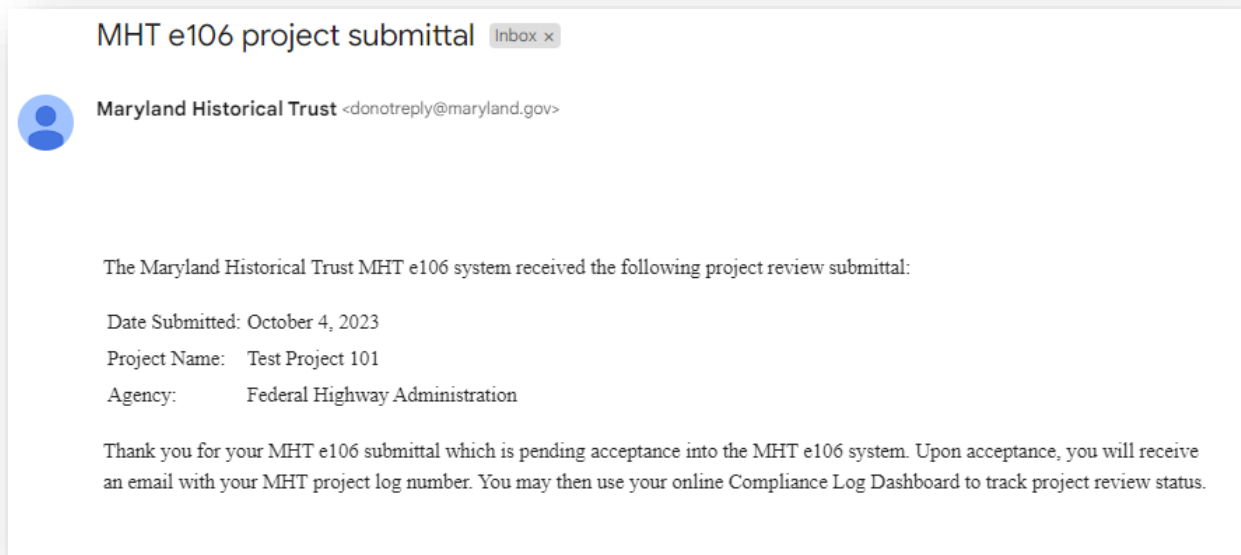 MHT e106 project submittal Inbox ×
Maryland Historical Trust <donotreply@maryland.gov>
The Maryland Historical Trust MHT e106 system received the following project review submittal:
Date Submitted: October 4, 2023
Project Name: Test Project 101
Agency: Federal Highway Administration
Thank you for your MHT e106 submittal which is pending acceptance into the MHT e106 system. Upon acceptance, you will receive
an email with your MHT project log number. You may then use your online Compliance Log Dashboard to track project review status.